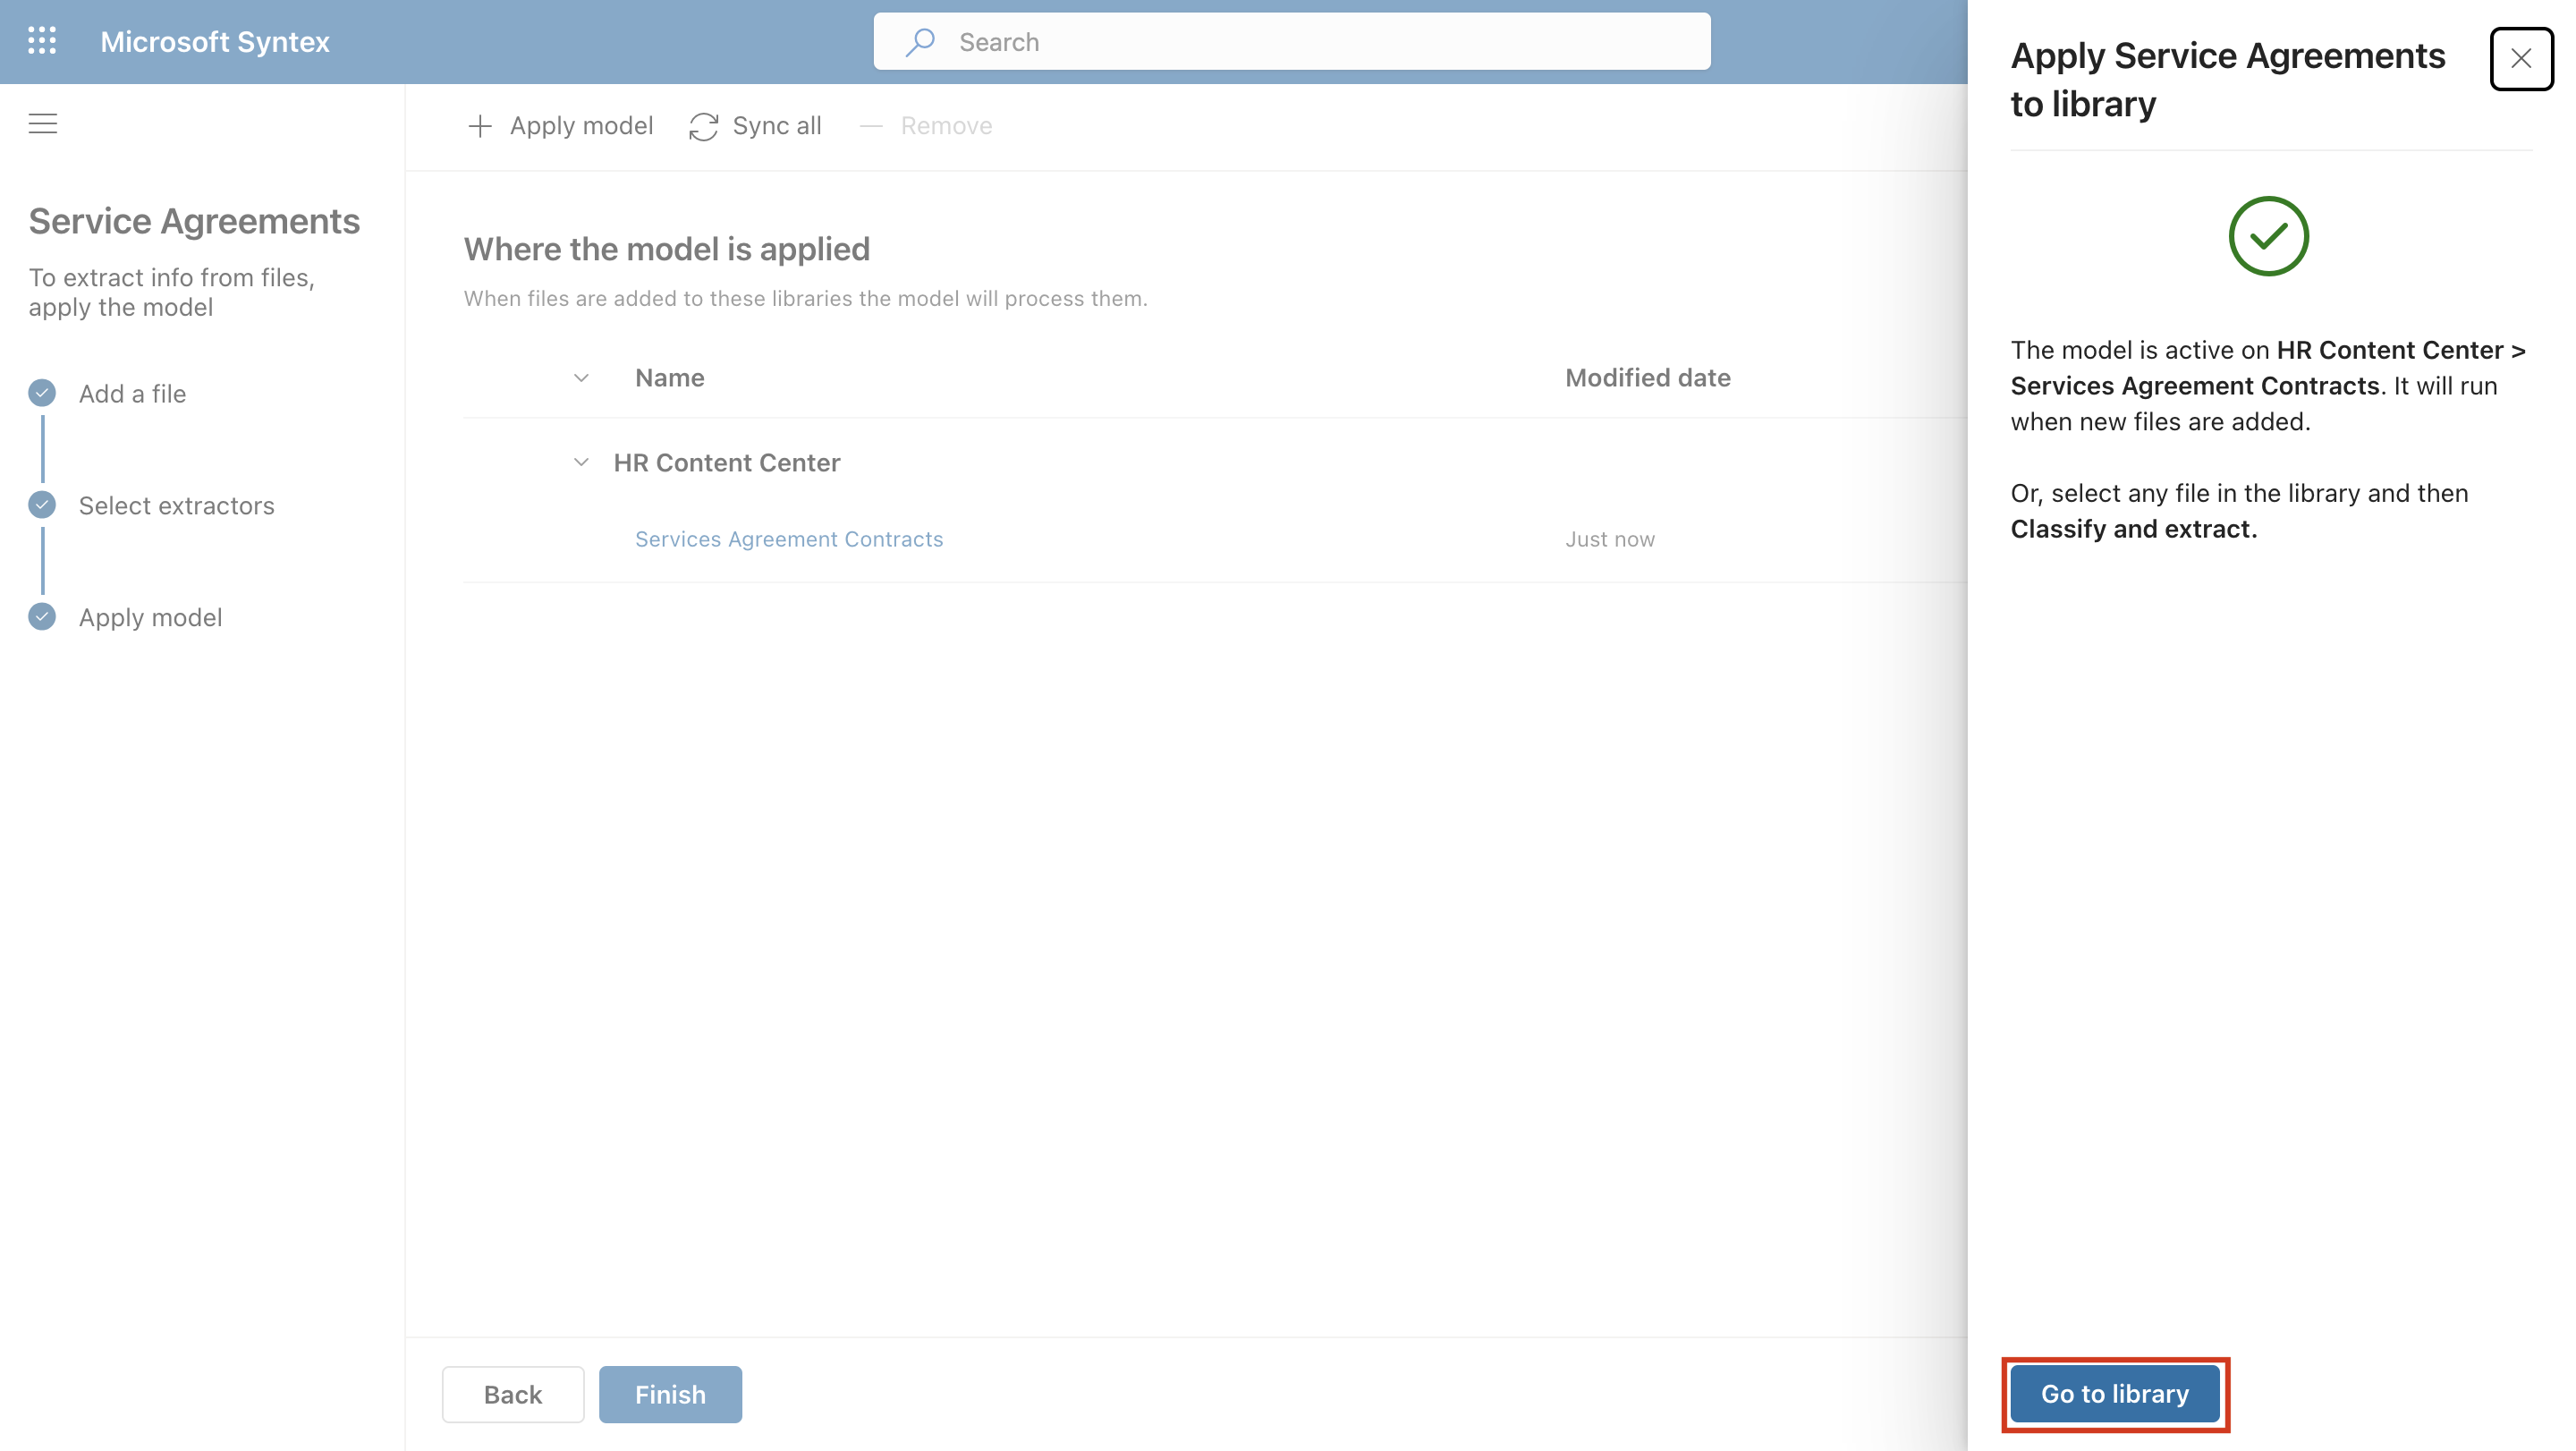 Microsoft Syntex
Search
Apply Service Agreements
to library
Apply model
Sync all
Remove
Service Agreements
To extract info from files,
apply the model
Add a file
Select extractors
Apply model
Where the model is applied
When files are added to these libraries the model will process them.
Name
Modified date
HR Content Center
Services Agreement Contracts
Just now
The model is active on HR Content Center >
Services Agreement Contracts. It will run
when new files are added.
Or, select any file in the library and then
Classify and extract.
Back
Finish
Go to library